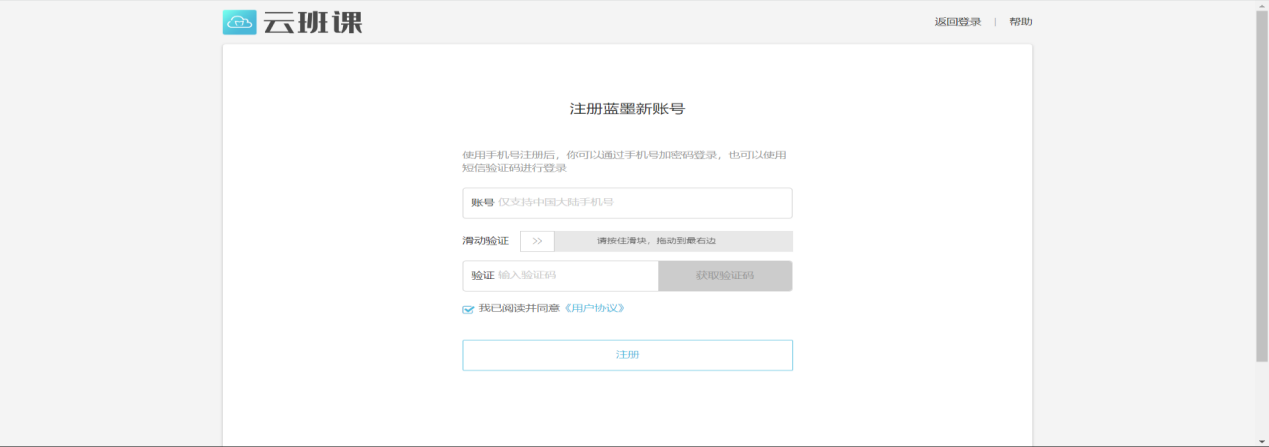 云班课
返回登录 | 帮助
注册蓝墨新账号
使用手机号注册后，你可以通过手机号加密码登录，也可以使用
短信验证码进行登录
账号 仅支持中国大陆手机号
滑动验证 >> 请按住滑块，拖动到最右边
验证 输入验证码 获取验证码
我已阅读并同意《用户协议》
注册